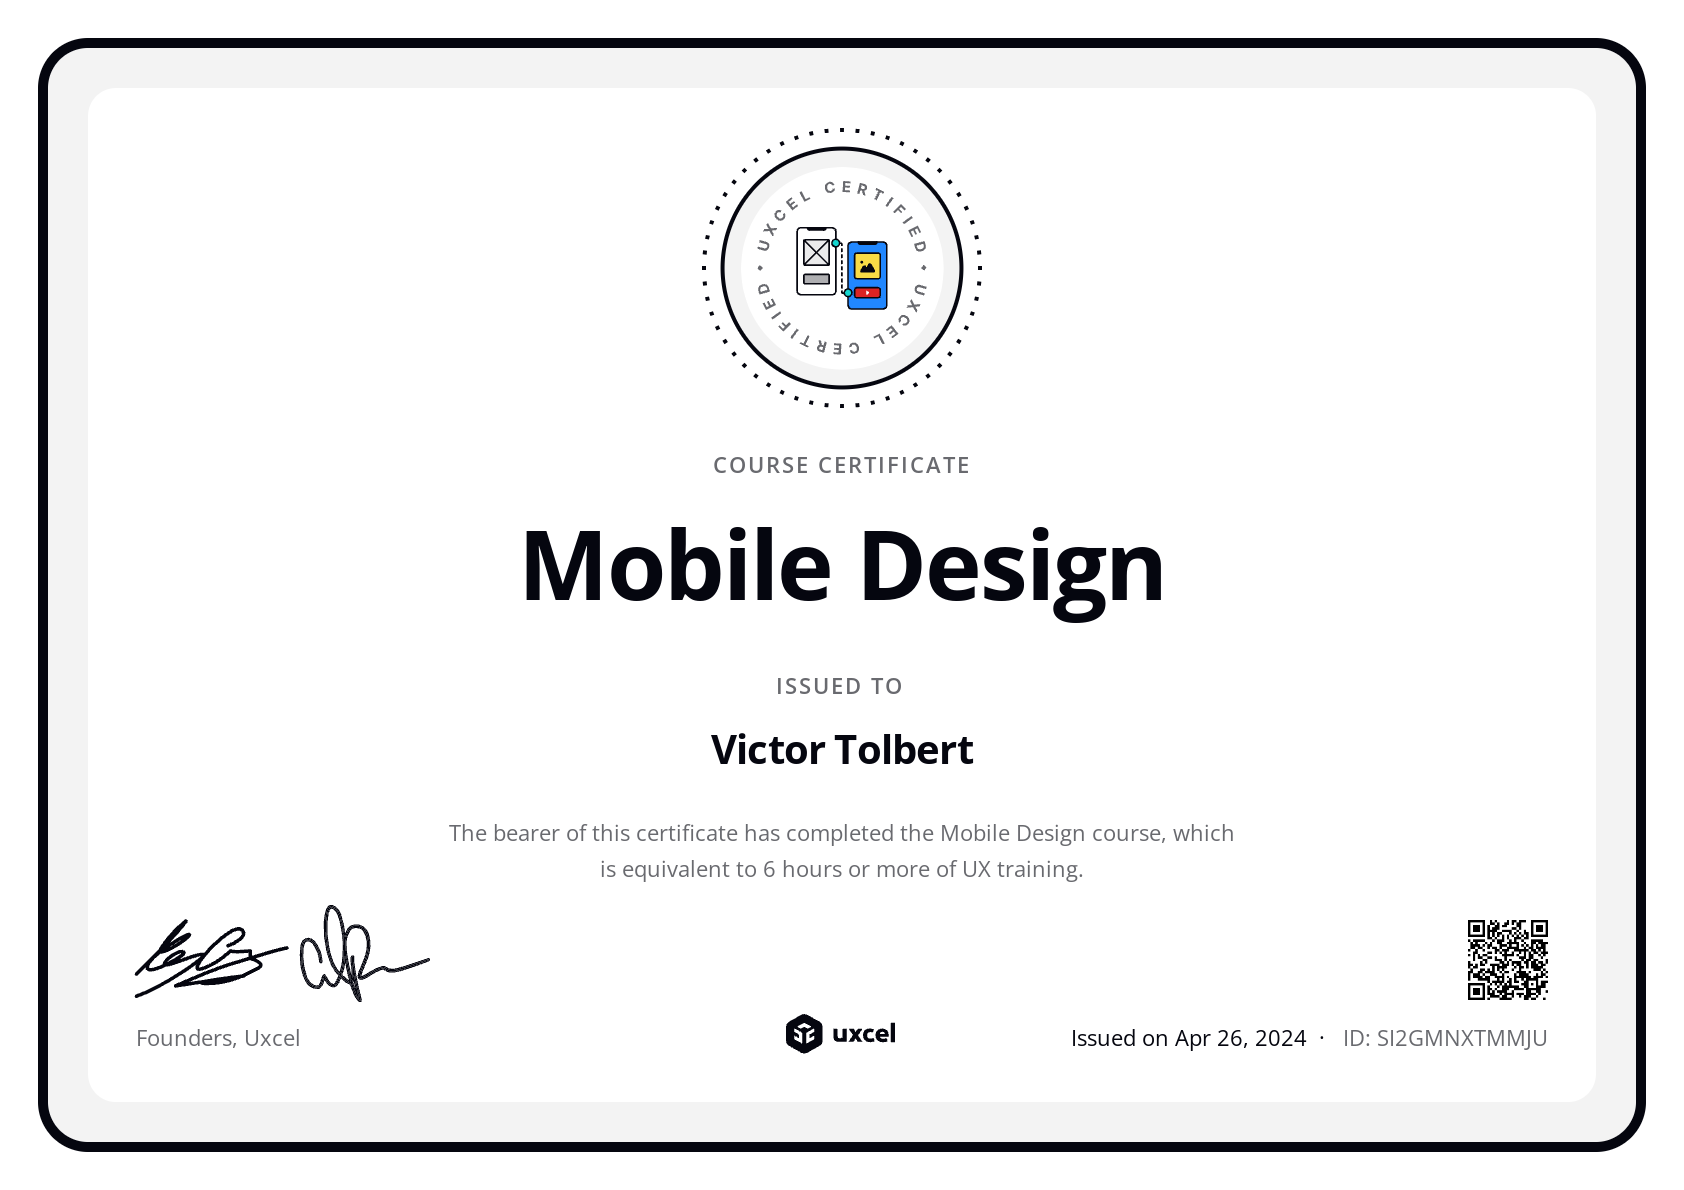 UXCEL CERTIFIED • UXCEL CERTIFIED •
COURSE CERTIFICATE
Mobile Design
ISSUED TO
Victor Tolbert
The bearer of this certificate has completed the Mobile Design course, which
is equivalent to 6 hours or more of UX training.
Founders, Uxcel
uxcel
Issued on Apr 26, 2024 · ID: SI2GMNXTMMJU